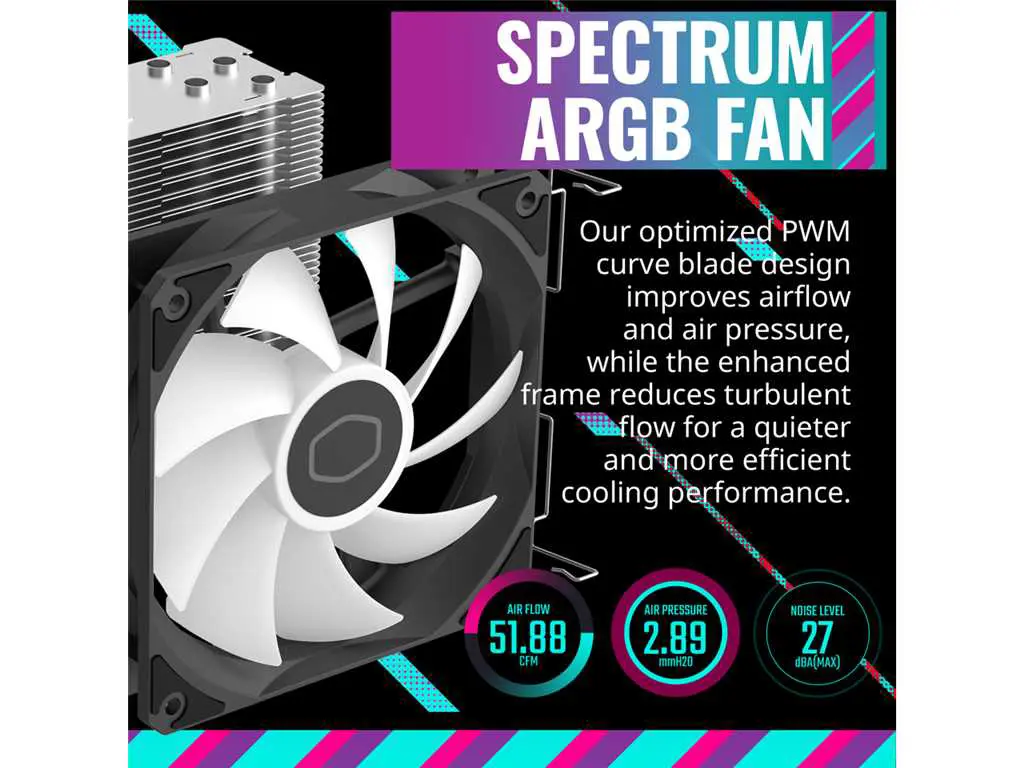 SPECTRUM
ARGB FAN
Our optimized PWM
curve blade design
improves airflow
and air pressure,
while the enhanced
frame reduces turbulent
flow for a quieter
and more efficient
cooling performance.
AIR FLOW
51.88
CFM
AIR PRESSURE
2.89
mmH2O
NOISE LEVEL
27
dBA(MAX)